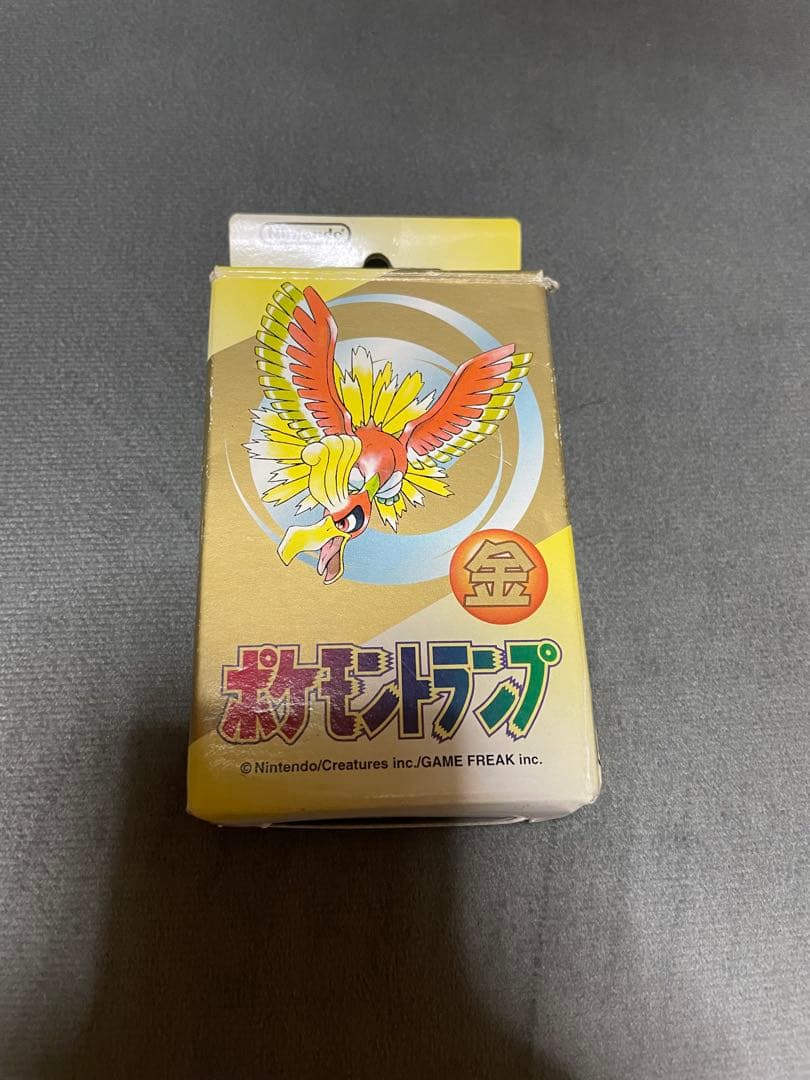 Nintendo
金
ポケモントランプ
©Nintendo/Creatures inc./GAME FREAK inc.